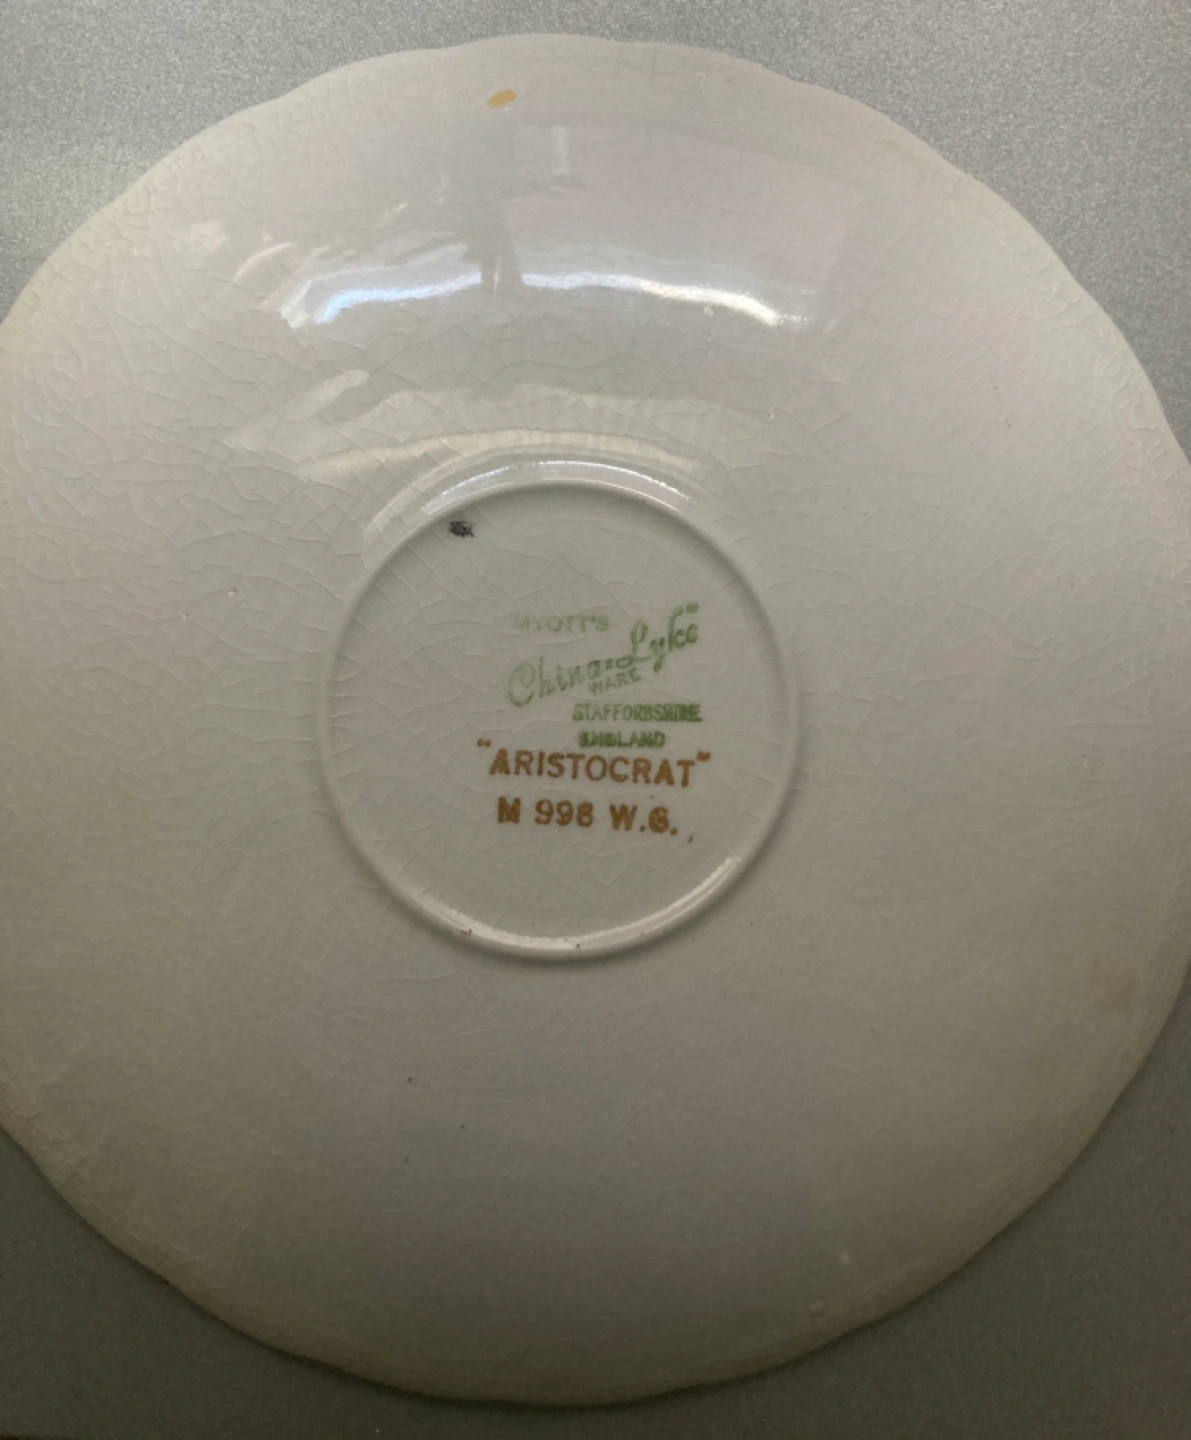 MYOTT'S
"China-Lyke"
WARE
STAFFORDSHIRE
ENGLAND
"ARISTOCRAT"
M 998 W.G.